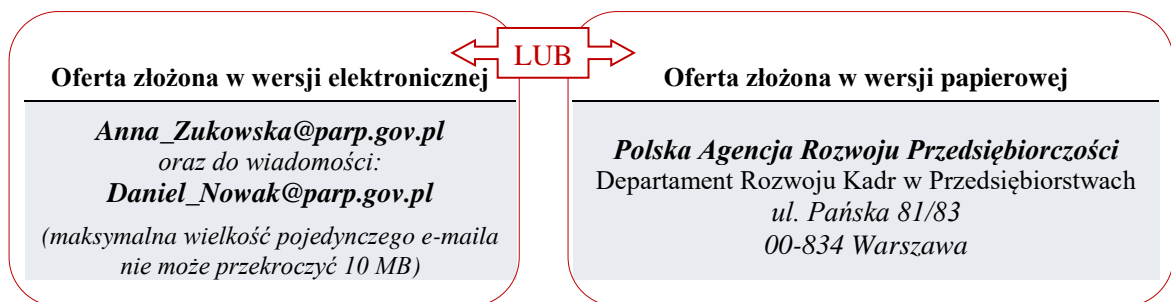 LUB
Oferta złożona w wersji elektronicznej
Anna_Zukowska@parp.gov.pl
oraz do wiadomości:
Daniel_Nowak@parp.gov.pl
(maksymalna wielkość pojedynczego e-maila
nie może przekroczyć 10 MB)
Oferta złożona w wersji papierowej
Polska Agencja Rozwoju Przedsiębiorczości
Departament Rozwoju Kadr w Przedsiębiorstwach
ul. Pańska 81/83
00-834 Warszawa